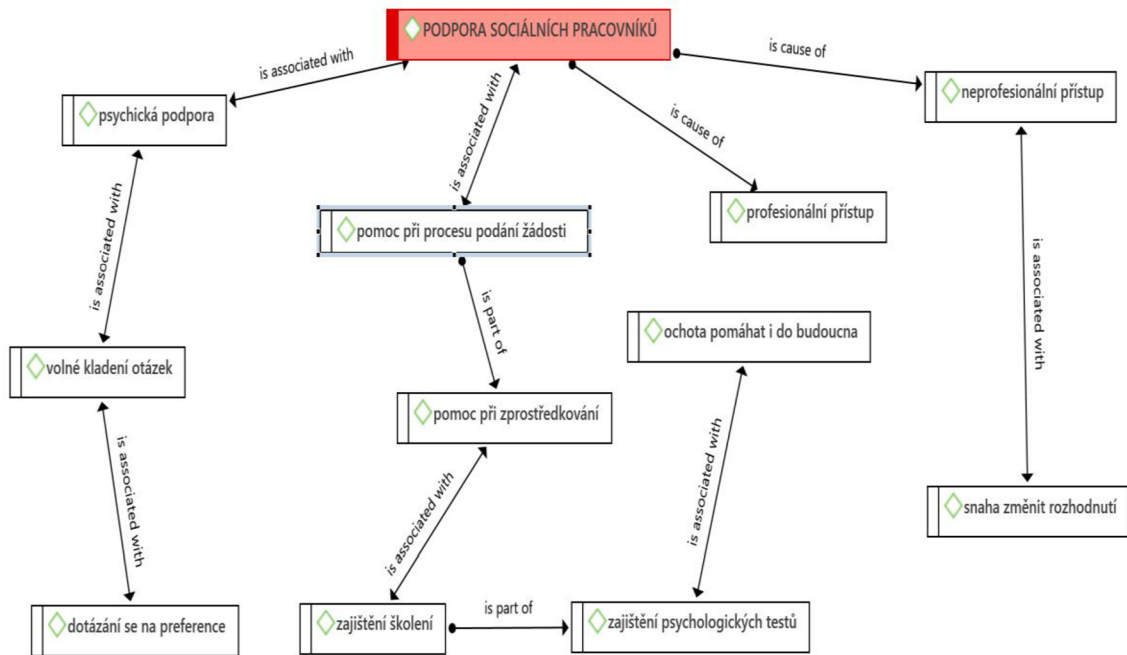 PODPORA SOCIÁLNÍCH PRACOVNÍKŮ
is associated with
is cause of
psychická podpora
neprofesionální přístup
is associated with
is cause of
pomoc při procesu podání žádosti
profesionální přístup
is associated with
is part of
is associated with
ochota pomáhat i do budoucna
volné kladení otázek
pomoc při zprostředkování
is associated with
is associated with
is associated with
snaha změnit rozhodnutí
dotázání se na preference
zajištění školení
is part of
zajištění psychologických testů